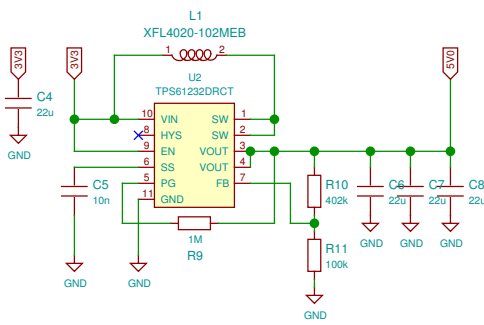 L1
XFL4020-102MEB
3V3
3V3
5V0
1
2
U2
TPS61232DRCT
C4
22u
GND
10
VIN
SW
1
8
HYS
SW
2
9
EN
VOUT
3
6
SS
VOUT
4
5
PG
FB
7
11
GND
C5
10n
R10
402k
C6
22u
C7
22u
C8
22u
1M
R9
R11
100k
GND
GND
GND
GND
GND
GND